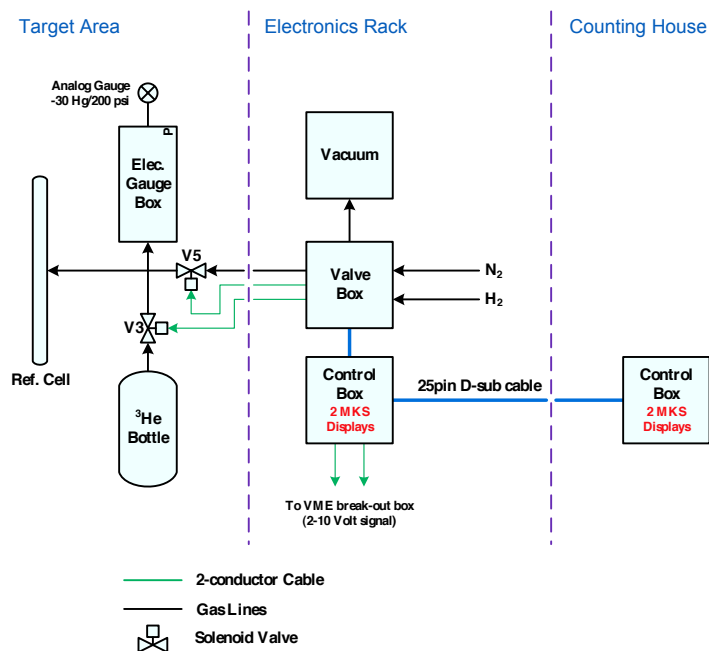 Target Area
Electronics Rack
Counting House
Analog Gauge
-30 Hg/200 psi
P
Elec.
Gauge
Box
Vacuum
V5
Valve
Box
N₂
H₂
V3
Ref. Cell
³He
Bottle
Control
Box
2 MKS
Displays
25pin D-sub cable
Control
Box
2 MKS
Displays
To VME break-out box
(2-10 Volt signal)
2-conductor Cable
Gas Lines
Solenoid Valve